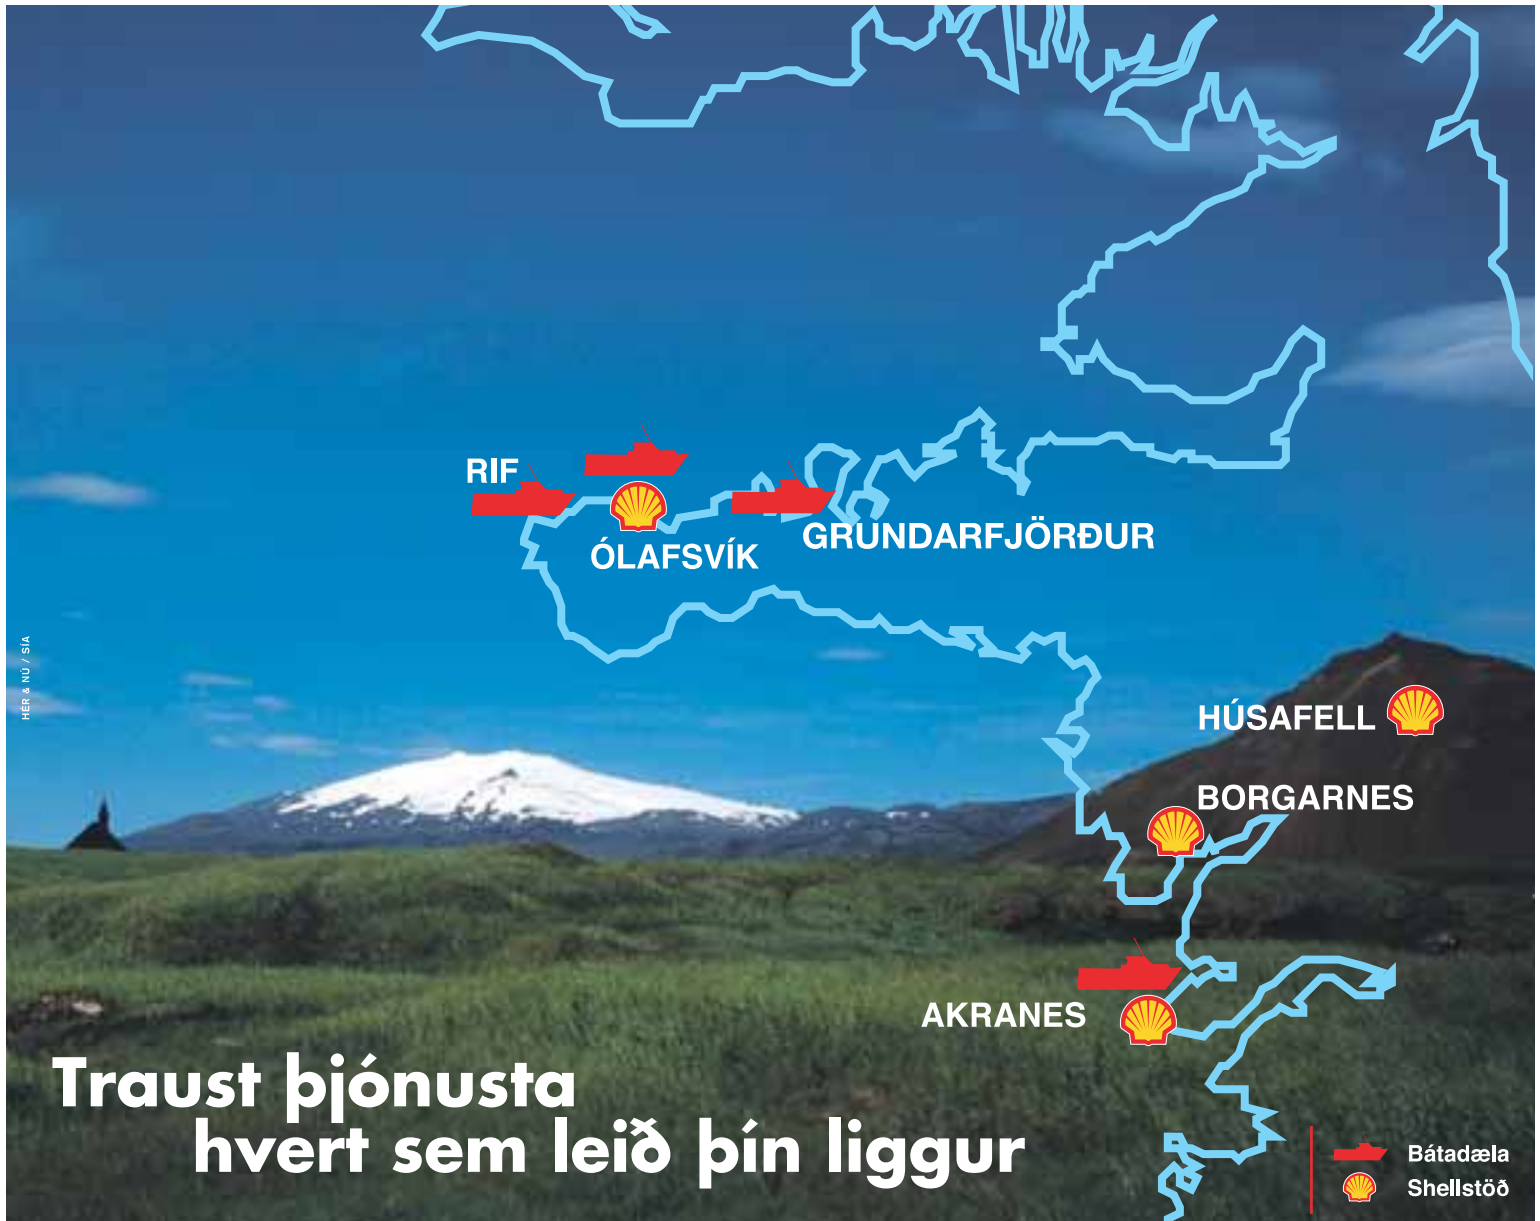 RIF
ÓLAFSVÍK
GRUNDARFJÖRÐUR
HÉR & NÚ / SÍA
HÚSAFELL
BORGARNES
AKRANES
Traust þjónusta
hvert sem leið þín liggur
Bátadæla
Shellstöð